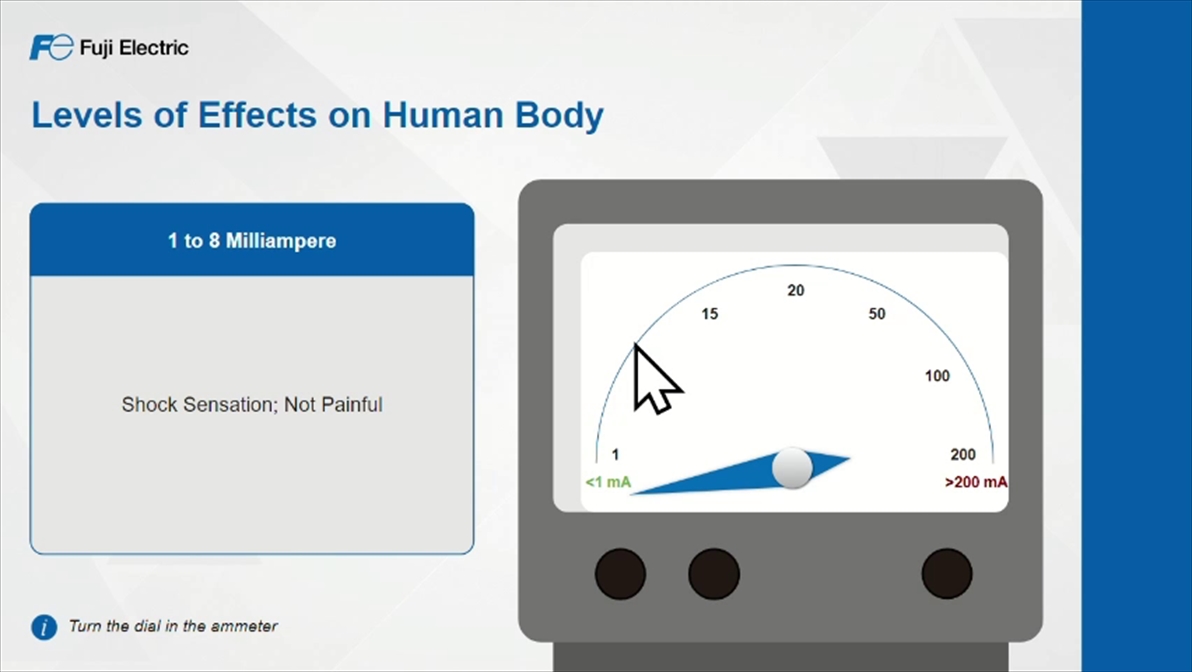 Fuji Electric
Levels of Effects on Human Body
1 to 8 Milliampere
Shock Sensation; Not Painful
20
15
50
100
1
200
<1 mA
>200 mA
i
Turn the dial in the ammeter